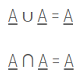 A ∪ A = A
A ∩ A = A